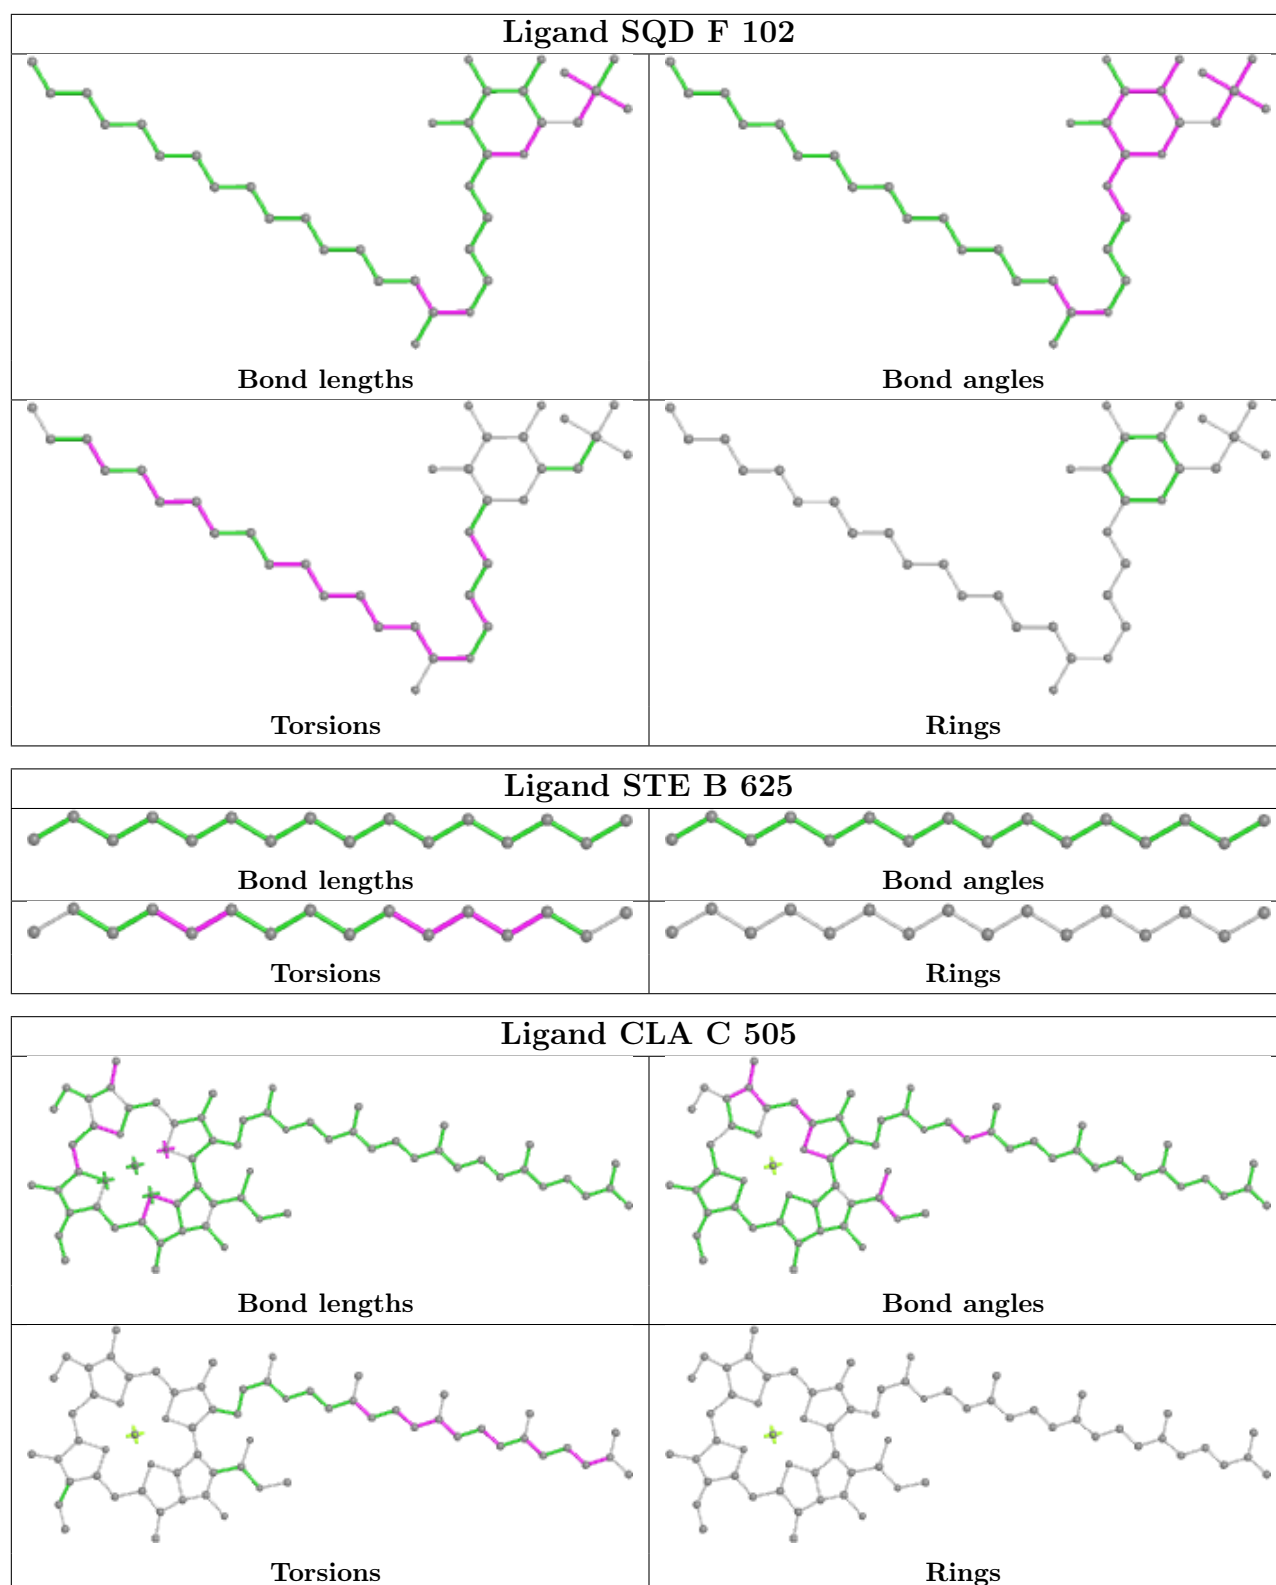 Ligand SQD F 102
Bond lengths
Bond angles
Torsions
Rings
Ligand STE B 625
Bond lengths
Bond angles
Torsions
Rings
Ligand CLA C 505
Bond lengths
Bond angles
Torsions
Rings